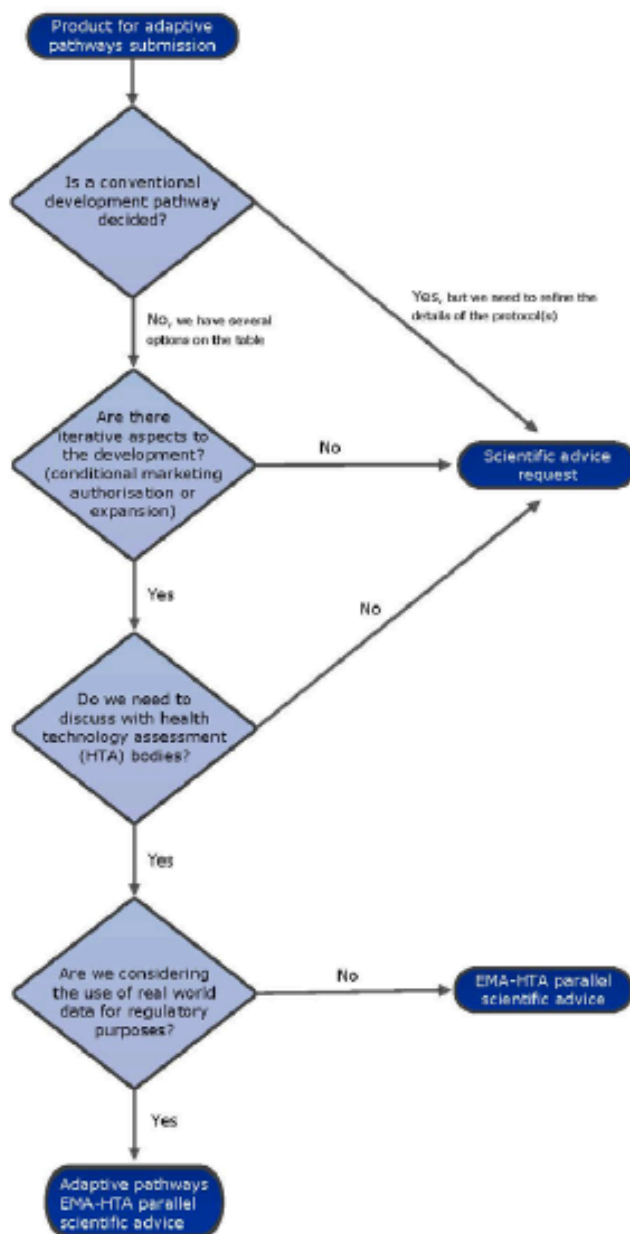 Product for adaptive
pathways submission
Is a conventional
development pathway
decided?
Yes, but we need to refine the
details of the protocol(s)
No, we have several
options on the table
Are there
iterative aspects to
the development?
(conditional marketing
authorisation or
expansion)
No
Scientific advice
request
Yes
No
Do we need to
discuss with health
technology assessment
(HTA) bodies?
Yes
Are we considering
the use of real world
data for regulatory
purposes?
No
EMA-HTA parallel
scientific advice
Yes
Adaptive pathways
EMA-HTA parallel
scientific advice